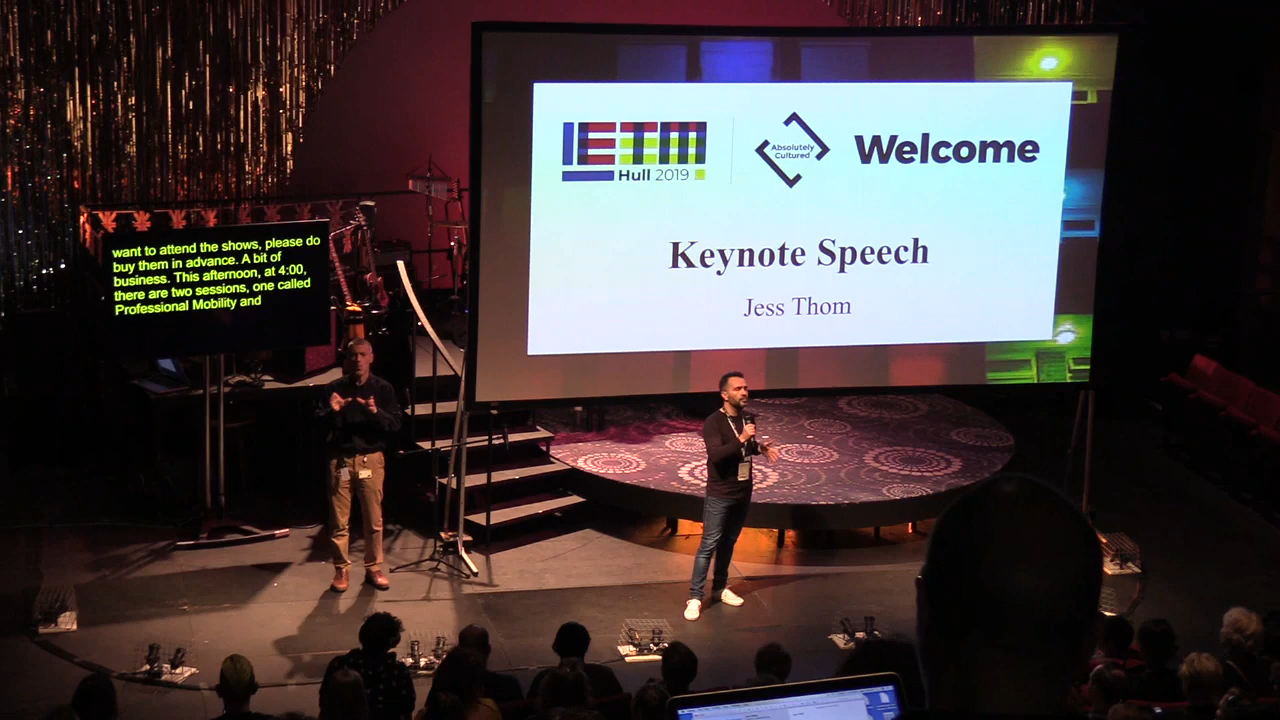 want to attend the shows, please do
buy them in advance. A bit of
business. This afternoon, at 4:00,
there are two sessions, one called
Professional Mobility and
IETM
Hull 2019
Absolutely
Cultured
Welcome
Keynote Speech
Jess Thom